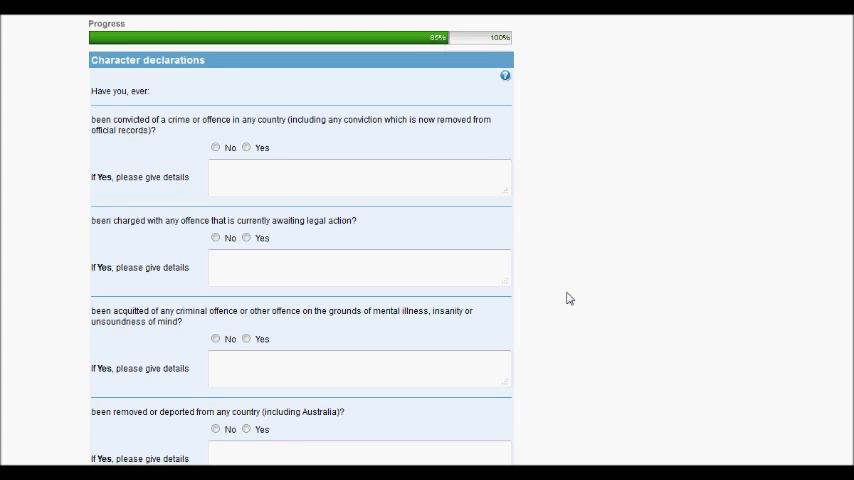 Progress
85% 100%
Character declarations
?
Have you, ever:
been convicted of a crime or offence in any country (including any conviction which is now removed from
official records)?
No Yes
If Yes, please give details
been charged with any offence that is currently awaiting legal action?
No Yes
If Yes, please give details
been acquitted of any criminal offence or other offence on the grounds of mental illness, insanity or
unsoundness of mind?
No Yes
If Yes, please give details
been removed or deported from any country (including Australia)?
No Yes
If Yes, please give details